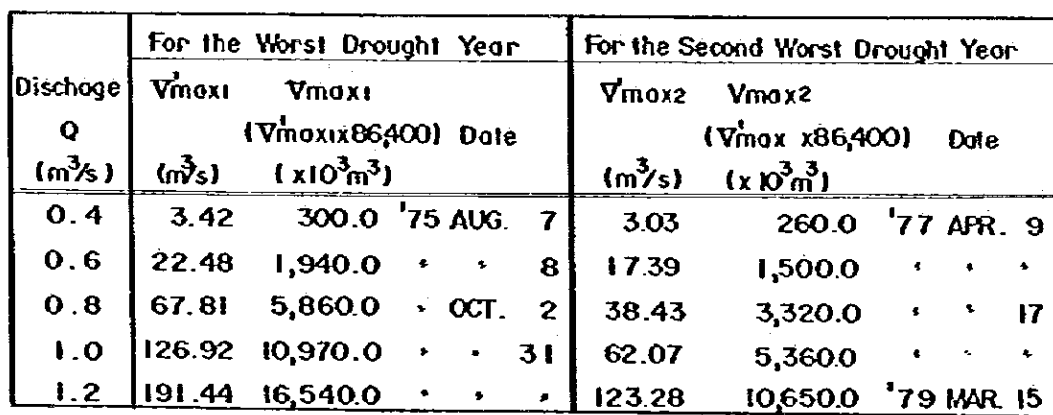 For the Worst Drought Year For the Second Worst Drought Year
Dischage V'max1 Vmax1 V'max2 Vmax2
Q (V'max1x86,400) Date (V'max x86,400) Date
(m³/s) (m³/s) (x10³m³) (m³/s) (x10³m³)
0.4 3.42 300.0 '75 AUG. 7 3.03 260.0 '77 APR. 9
0.6 22.48 1,940.0 " " 8 17.39 1,500.0 " " "
0.8 67.81 5,860.0 " OCT. 2 38.43 3,320.0 " " 17
1.0 126.92 10,970.0 " " 31 62.07 5,360.0 " " "
1.2 191.44 16,540.0 " " " 123.28 10,650.0 '79 MAR. 15